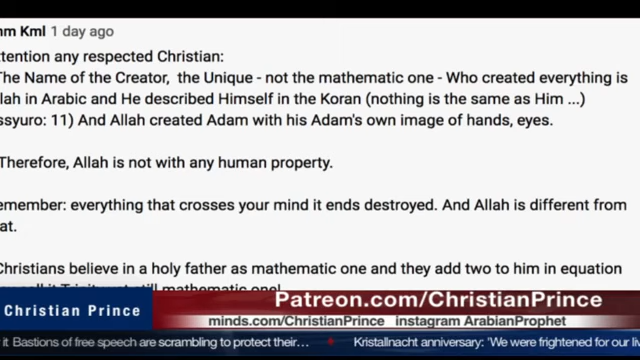 mm Kml 1 day ago
ttention any respected Christian:
The Name of the Creator, the Unique - not the mathematic one - Who created everything is
lah in Arabic and He described Himself in the Koran (nothing is the same as Him ...)
ssyuro: 11) And Allah created Adam with his Adam's own image of hands, eyes.
Therefore, Allah is not with any human property.
emember: everything that crosses your mind it ends destroyed. And Allah is different from
at.
Christians believe in a holy father as mathematic one and they add two to him in equation
mathematic one!
Christian Prince
Patreon.com/ChristianPrince
minds.com/ChristianPrince instagram ArabianProphet
it Bastions of free speech are scrambling to protect their... Kristallnacht anniversary: 'We were frightened for our liv